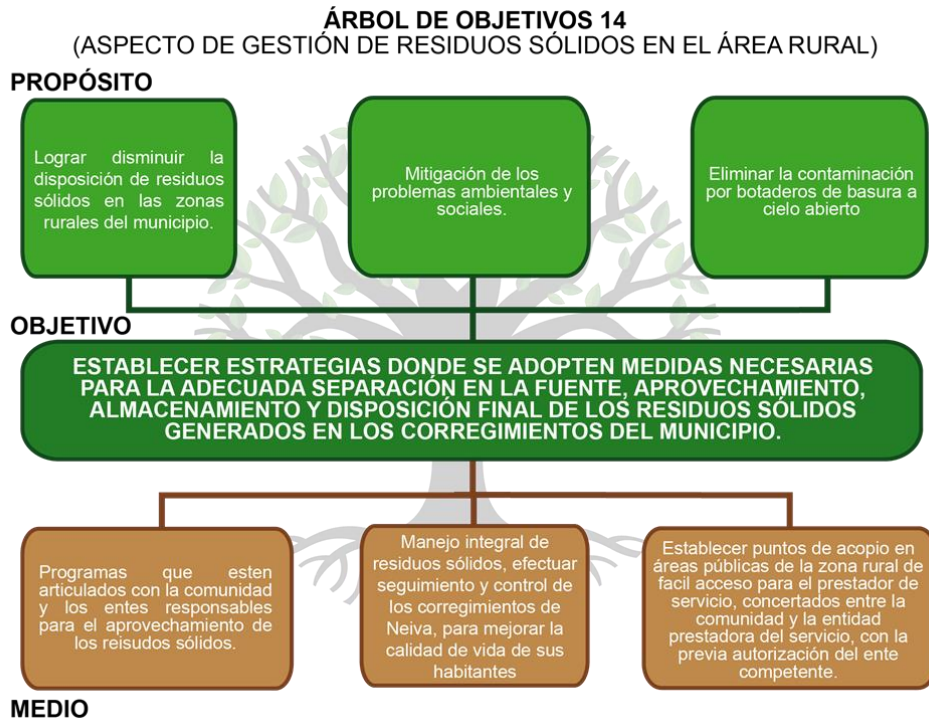 ÁRBOL DE OBJETIVOS 14
(ASPECTO DE GESTIÓN DE RESIDUOS SÓLIDOS EN EL ÁREA RURAL)
PROPÓSITO
Lograr disminuir la
disposición de residuos
sólidos en las zonas
rurales del municipio.
Mitigación de los
problemas ambientales y
sociales.
Eliminar la contaminación
por botaderos de basura a
cielo abierto
OBJETIVO
ESTABLECER ESTRATEGIAS DONDE SE ADOPTEN MEDIDAS NECESARIAS
PARA LA ADECUADA SEPARACIÓN EN LA FUENTE, APROVECHAMIENTO,
ALMACENAMIENTO Y DISPOSICIÓN FINAL DE LOS RESIDUOS SÓLIDOS
GENERADOS EN LOS CORREGIMIENTOS DEL MUNICIPIO.
Programas que esten
articulados con la comunidad
y los entes responsables
para el aprovechamiento de
los reisudos sólidos.
Manejo integral de
residuos sólidos, efectuar
seguimiento y control de
los corregimientos de
Neiva, para mejorar la
calidad de vida de sus
habitantes
Establecer puntos de acopio en
áreas públicas de la zona rural de
facil acceso para el prestador de
servicio, concertados entre la
comunidad y la entidad
prestadora del servicio, con la
previa autorización del ente
competente.
MEDIO